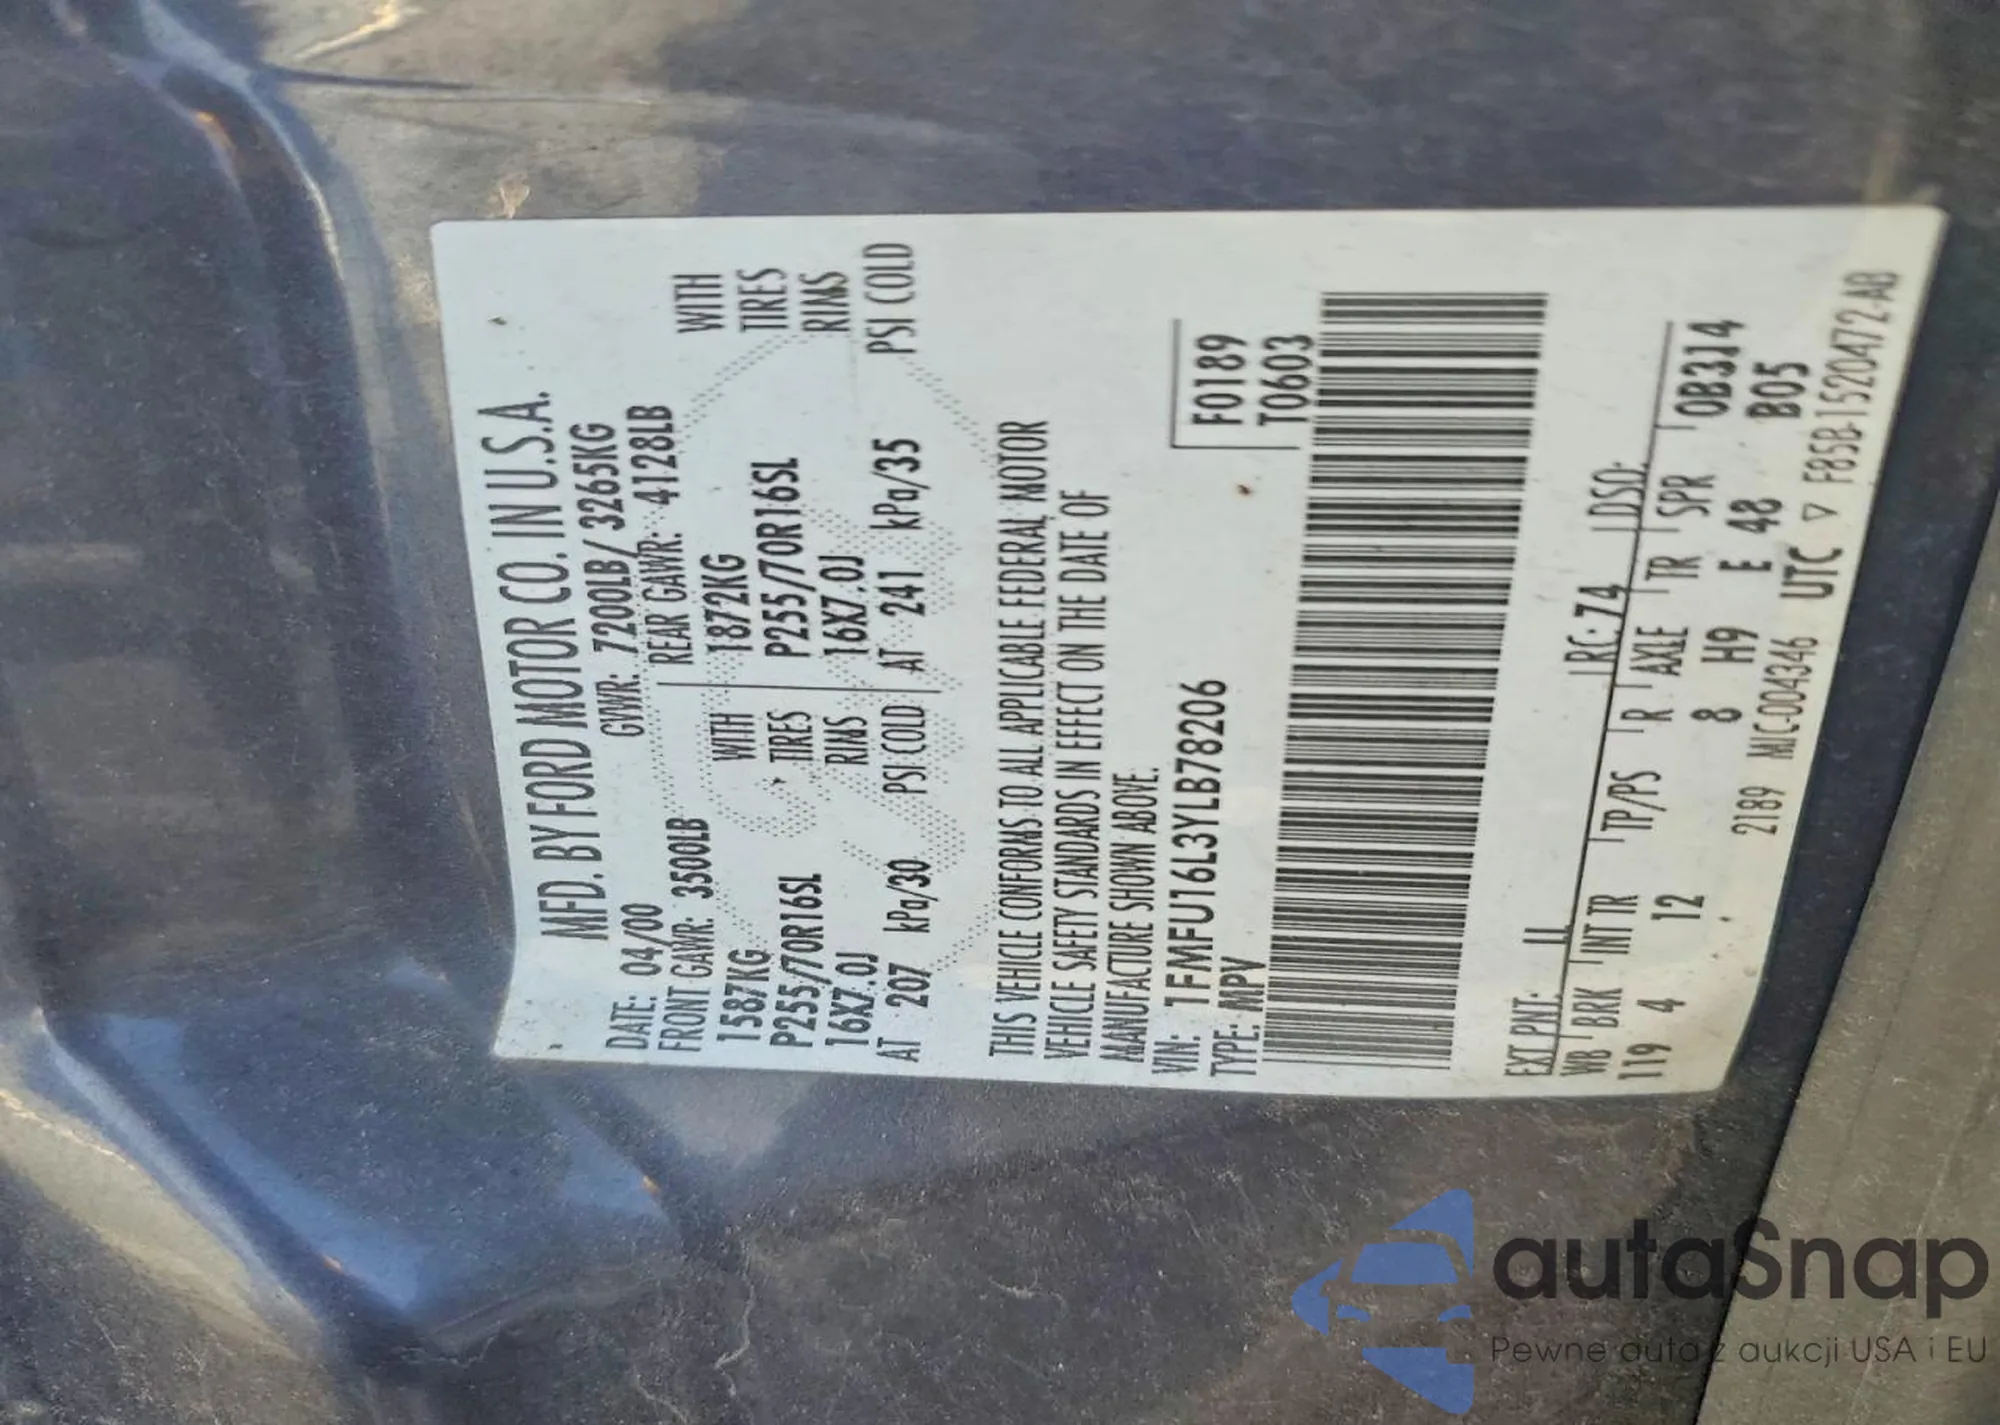 MFD. BY FORD MOTOR CO. IN U.S.A.
DATE: 04/00 GVWR: 7200LB/ 3265KG
FRONT GAWR: 3500LB REAR GAWR: 4128LB
1587KG WITH 1872KG WITH
P255/70R16SL TIRES P255/70R16SL TIRES
16X7.0J RIMS 16X7.0J RIMS
AT 207 kPa/30 PSI COLD AT 241 kPa/35 PSI COLD
THIS VEHICLE CONFORMS TO ALL APPLICABLE FEDERAL MOTOR
VEHICLE SAFETY STANDARDS IN EFFECT ON THE DATE OF
MANUFACTURE SHOWN ABOVE.
VIN: 1FMFU16L3YLB78206 F0189
TYPE: MPV T0603
EXT PNT: LL RC: 74 DSO:
WB BRK INT TR TP/PS R AXLE TR SPR 0B314
119 4 12 8 H9 E 48 B05
2189 MIC-004346 UTC ▽ F85B-1520472-AB
autaSnap
Pewne auta z aukcji USA i EU